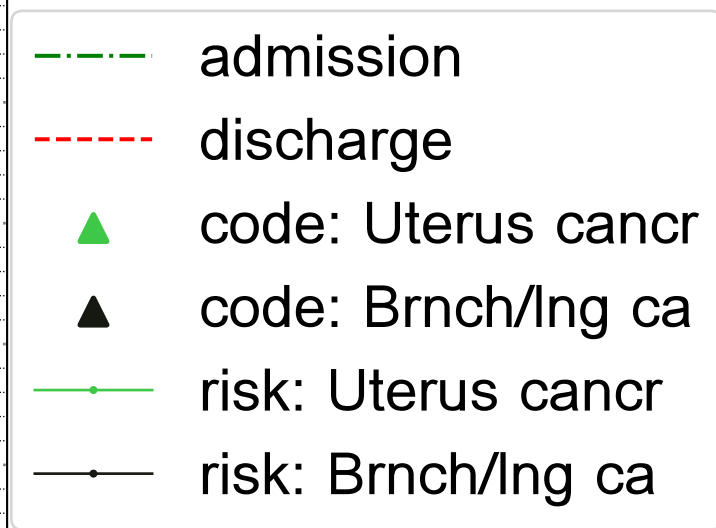 admission
discharge
code: Uterus cancr
code: Brnch/lng ca
risk: Uterus cancr
risk: Brnch/lng ca